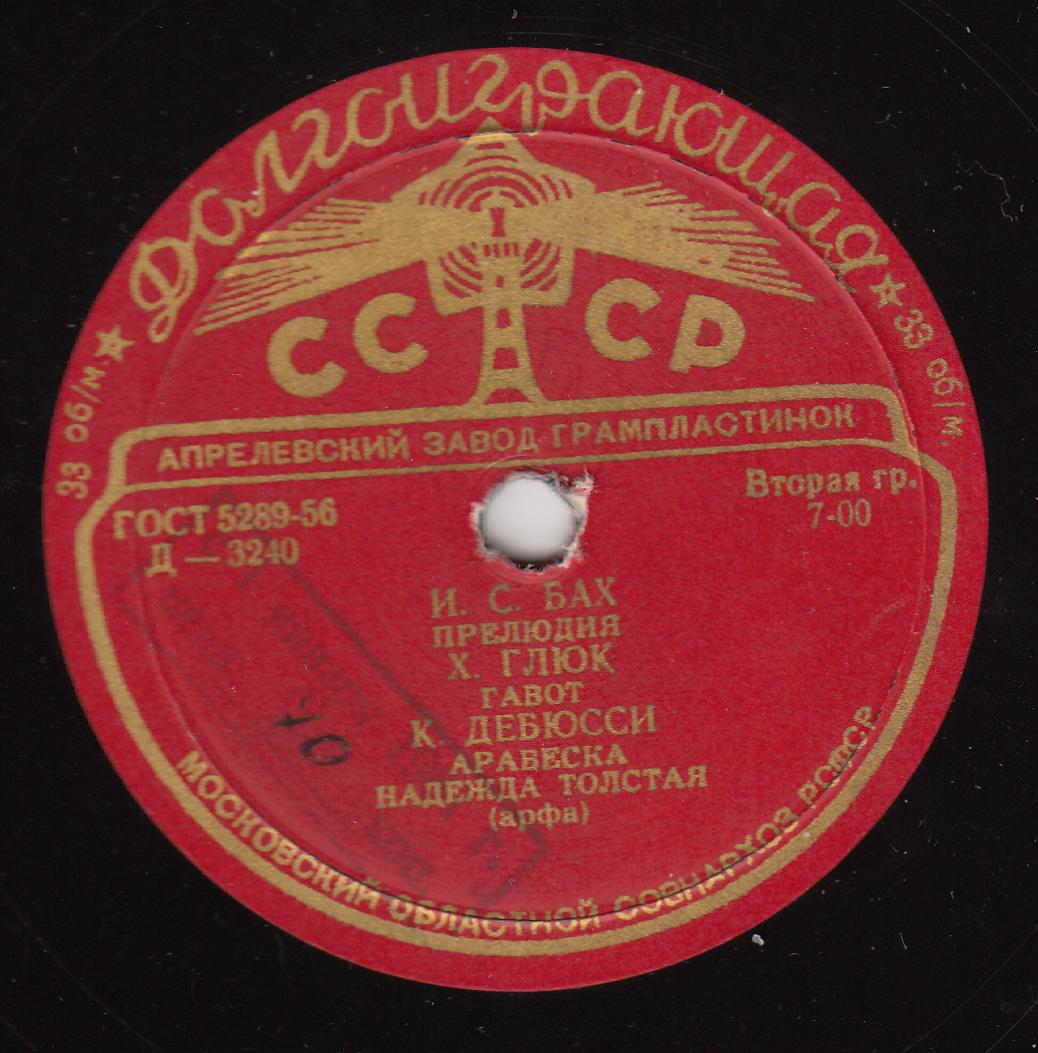 Долгоиграющая
33 об/м. ★ ★ 33 об/м.
СССР
АПРЕЛЕВСКИЙ ЗАВОД ГРАМПЛАСТИНОК
ГОСТ 5289-56
Д — 3240
Вторая гр.
7-00
И. С. БАХ
ПРЕЛЮДИЯ
Х. ГЛЮК
ГАВОТ
К. ДЕБЮССИ
АРАБЕСКА
НАДЕЖДА ТОЛСТАЯ
(арфа)
МОСКОВСКИЙ ОБЛАСТНОЙ СОВНАРХОЗ РСФСР